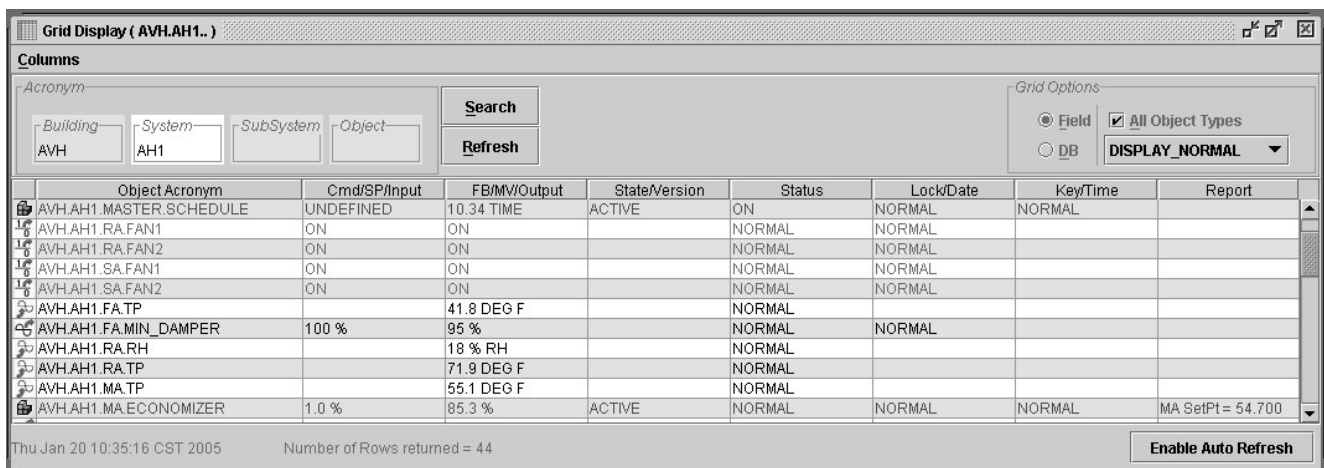 Grid Display ( AVH.AH1.. )
Columns
Acronym
Building System SubSystem Object
AVH AH1
Search
Refresh
Grid Options
Field All Object Types
DB DISPLAY_NORMAL
Object Acronym Cmd/SP/Input FB/MV/Output State/Version Status Lock/Date Key/Time Report
AVH.AH1.MASTER.SCHEDULE UNDEFINED 10.34 TIME ACTIVE ON NORMAL NORMAL
AVH.AH1.RA.FAN1 ON ON NORMAL NORMAL
AVH.AH1.RA.FAN2 ON ON NORMAL NORMAL
AVH.AH1.SA.FAN1 ON ON NORMAL NORMAL
AVH.AH1.SA.FAN2 ON ON NORMAL NORMAL
AVH.AH1.FA.TP 41.8 DEG F NORMAL
AVH.AH1.FA.MIN_DAMPER 100 % 95 % NORMAL NORMAL
AVH.AH1.RA.RH 18 % RH NORMAL
AVH.AH1.RA.TP 71.9 DEG F NORMAL
AVH.AH1.MA.TP 55.1 DEG F NORMAL
AVH.AH1.MA.ECONOMIZER 1.0 % 85.3 % ACTIVE NORMAL NORMAL NORMAL MA SetPt = 54.700
Thu Jan 20 10:35:16 CST 2005 Number of Rows returned = 44 Enable Auto Refresh